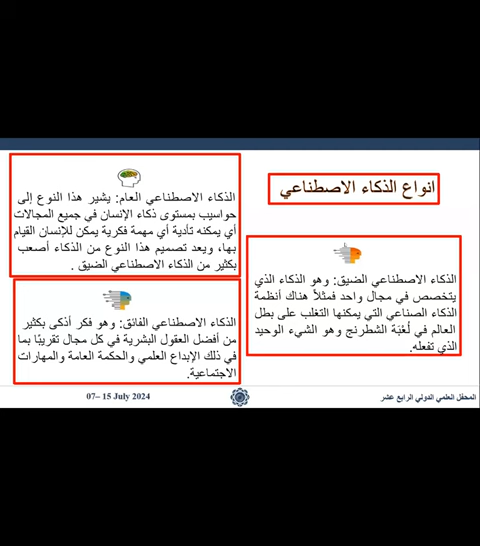 انواع الذكاء الاصطناعي
الذكاء الاصطناعي الضيق: وهو الذكاء الذي
يتخصص في مجال واحد فمثلاً هناك أنظمة
الذكاء الصناعي التي يمكنها التغلب على بطل
العالم في لُعْبَة الشطرنج وهو الشيء الوحيد
الذي تفعله.
الذكاء الاصطناعي العام: يشير هذا النوع إلى
حواسيب بمستوى ذكاء الإنسان في جميع المجالات
أي يمكنه تأدية أي مهمة فكرية يمكن للإنسان القيام
بها، ويعد تصميم هذا النوع من الذكاء أصعب
بكثير من الذكاء الاصطناعي الضيق .
الذكاء الاصطناعي الفائق: وهو فكر أذكى بكثير
من أفضل العقول البشرية في كل مجال تقريبًا بما
في ذلك الإبداع العلمي والحكمة العامة والمهارات
الاجتماعية.
المحفل العلمي الدولي الرابع عشر
07– 15 July 2024